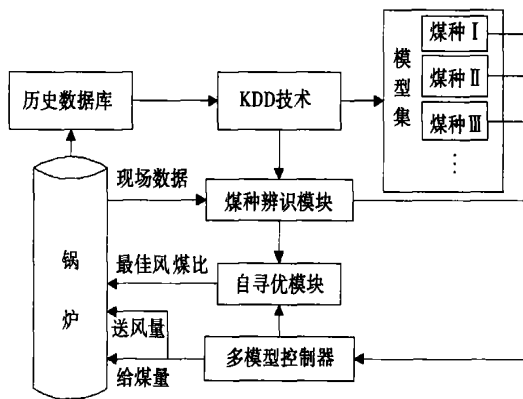 历史数据库
KDD技术
模型集
煤种Ⅰ
煤种Ⅱ
煤种Ⅲ
⋮
现场数据
煤种辨识模块
锅炉
最佳风煤比
自寻优模块
送风量
给煤量
多模型控制器